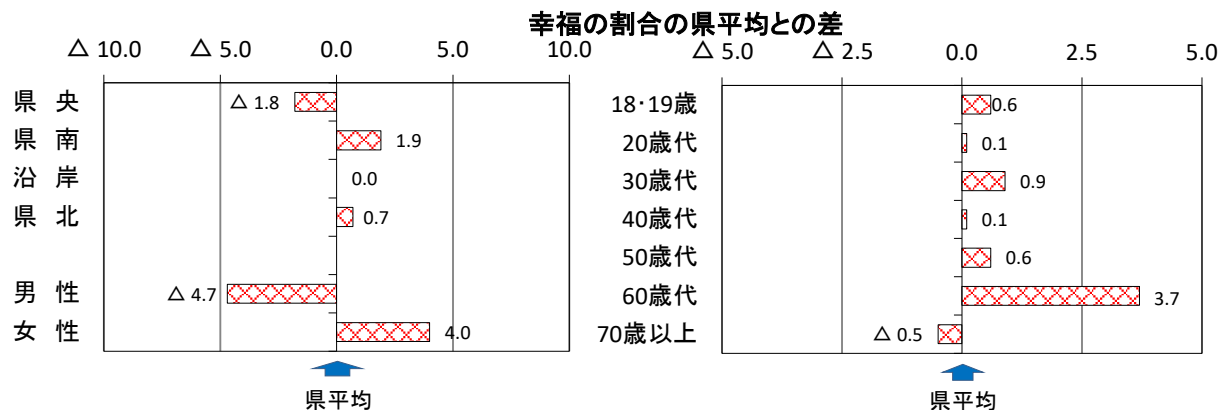 幸福の割合の県平均との差
△ 10.0 △ 5.0 0.0 5.0 10.0
県 央 △ 1.8
県 南 1.9
沿 岸 0.0
県 北 0.7
男 性 △ 4.7
女 性 4.0
県平均
△ 5.0 △ 2.5 0.0 2.5 5.0
18･19歳 0.6
20歳代 0.1
30歳代 0.9
40歳代 0.1
50歳代 0.6
60歳代 3.7
70歳以上 △ 0.5
県平均